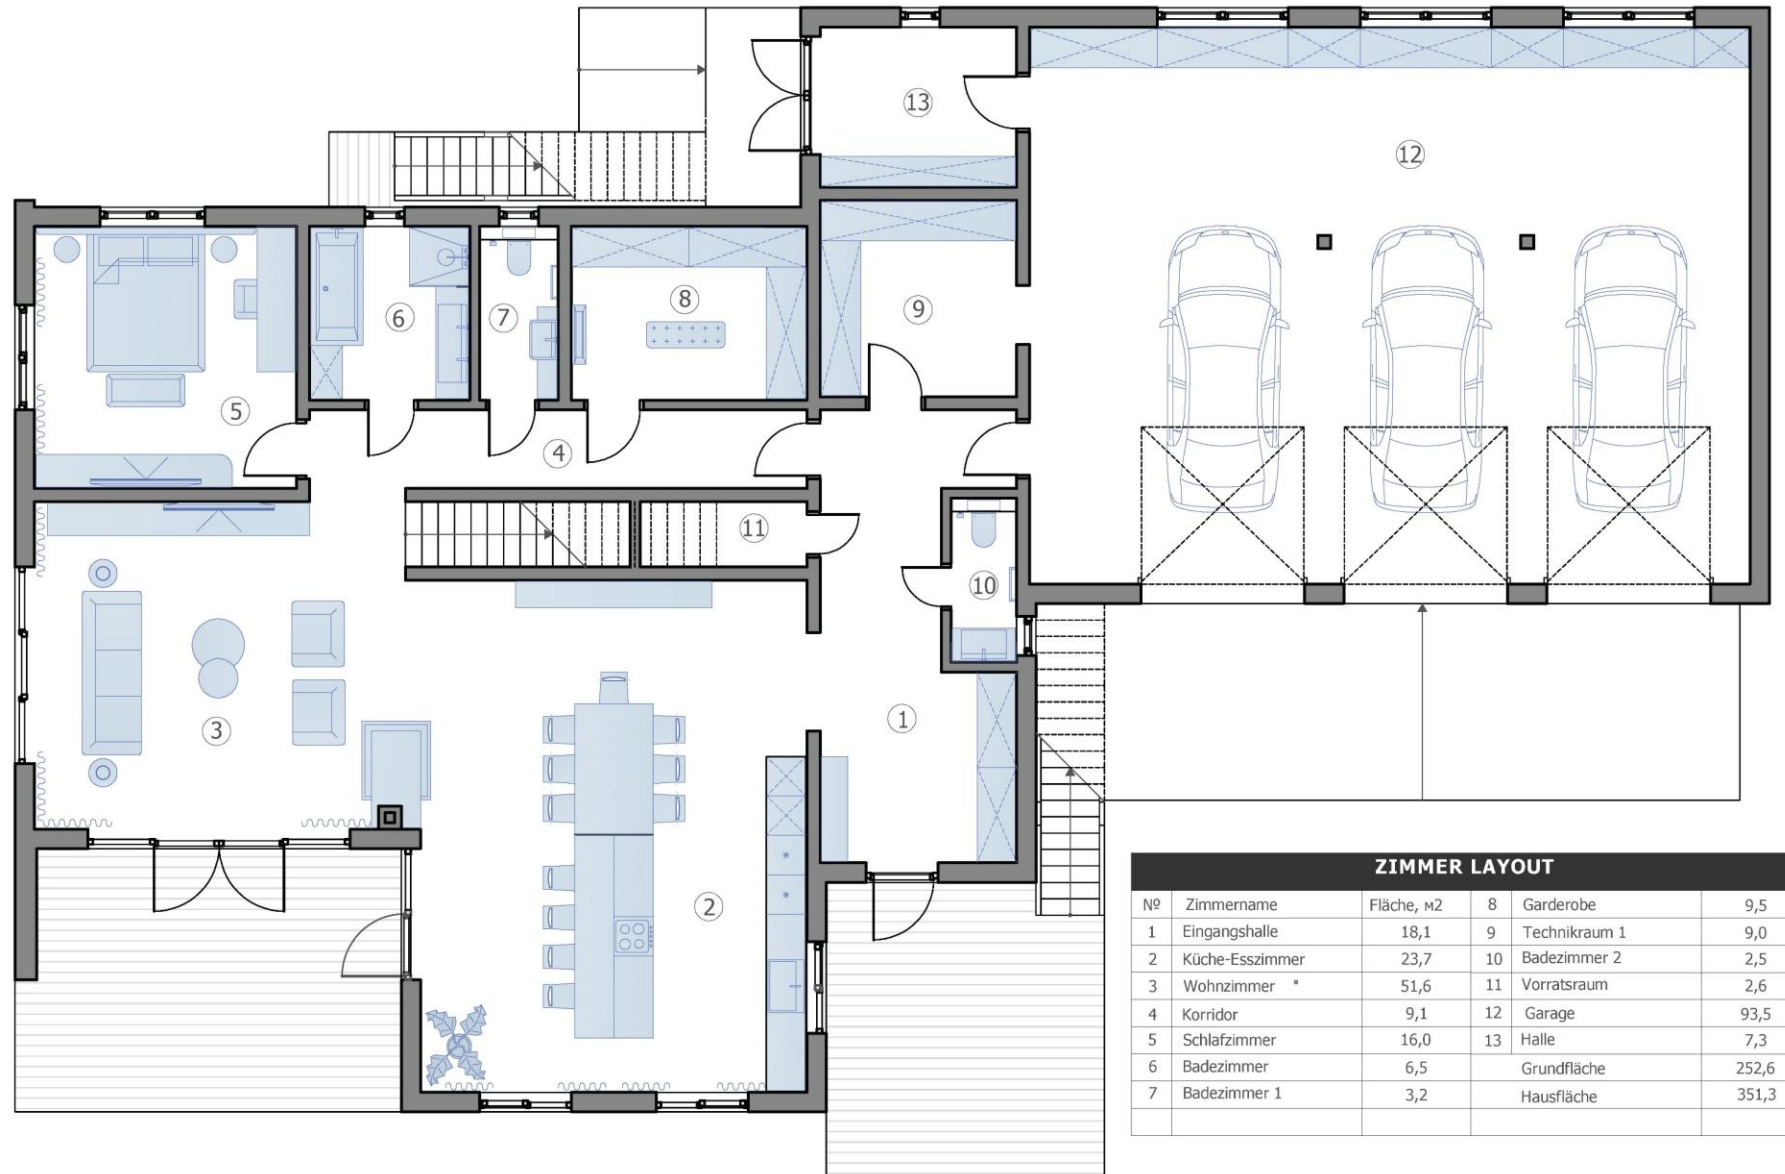 13
12
9
8
6
7
5
4
11
10
3
1
2
ZIMMER LAYOUT
№ Zimmername Fläche, м2 8 Garderobe 9,5
1 Eingangshalle 18,1 9 Technikraum 1 9,0
2 Küche-Esszimmer 23,7 10 Badezimmer 2 2,5
3 Wohnzimmer 51,6 11 Vorratsraum 2,6
4 Korridor 9,1 12 Garage 93,5
5 Schlafzimmer 16,0 13 Halle 7,3
6 Badezimmer 6,5 Grundfläche 252,6
7 Badezimmer 1 3,2 Hausfläche 351,3